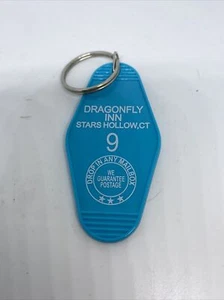 DRAGONFLY
INN
STARS HOLLOW,CT
9
DROP IN ANY MAILBOX
WE
GUARANTEE
POSTAGE